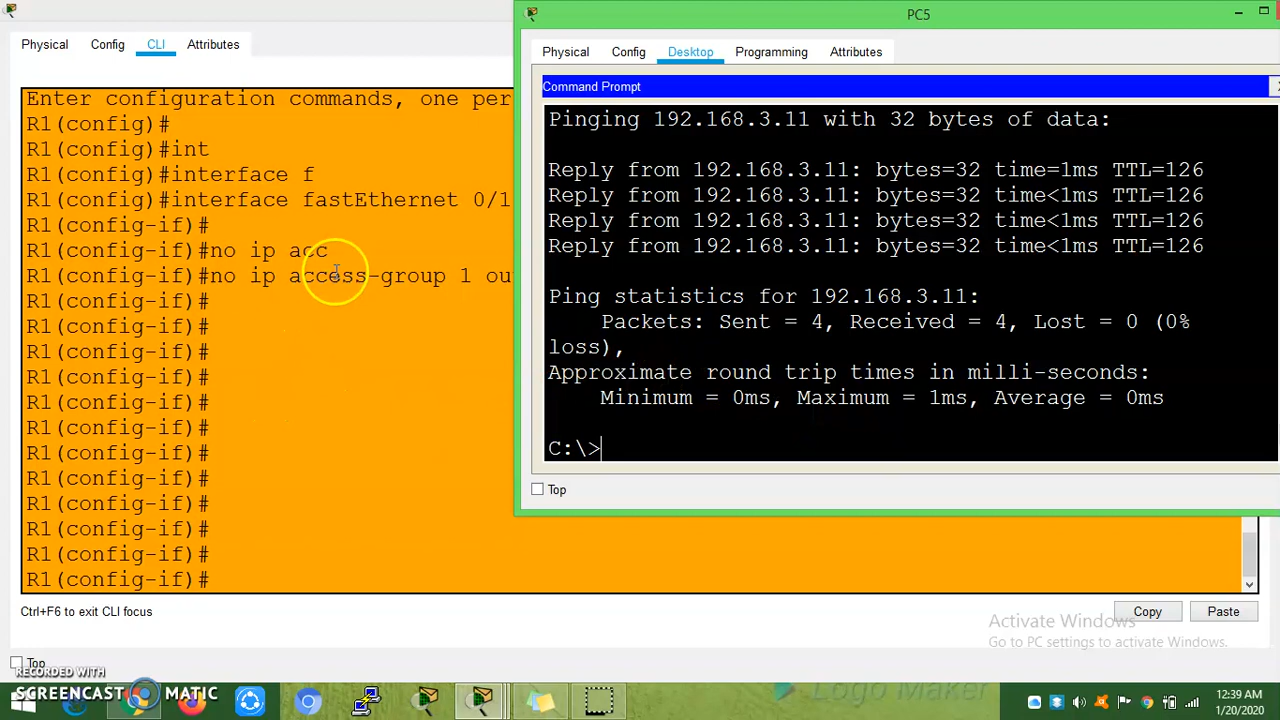 Physical Config CLI Attributes
Enter configuration commands, one per
R1(config)#
R1(config)#int
R1(config)#interface f
R1(config)#interface fastEthernet 0/1
R1(config-if)#
R1(config-if)#no ip acc
R1(config-if)#no ip access-group 1 ou
R1(config-if)#
R1(config-if)#
R1(config-if)#
R1(config-if)#
R1(config-if)#
R1(config-if)#
R1(config-if)#
R1(config-if)#
R1(config-if)#
R1(config-if)#
R1(config-if)#
R1(config-if)#
Ctrl+F6 to exit CLI focus
Copy Paste
Top
PC5
Physical Config Desktop Programming Attributes
Command Prompt
Pinging 192.168.3.11 with 32 bytes of data:
Reply from 192.168.3.11: bytes=32 time=1ms TTL=126
Reply from 192.168.3.11: bytes=32 time<1ms TTL=126
Reply from 192.168.3.11: bytes=32 time<1ms TTL=126
Reply from 192.168.3.11: bytes=32 time<1ms TTL=126
Ping statistics for 192.168.3.11:
Packets: Sent = 4, Received = 4, Lost = 0 (0%
loss),
Approximate round trip times in milli-seconds:
Minimum = 0ms, Maximum = 1ms, Average = 0ms
C:\>
Top
Activate Windows
Go to PC settings to activate Windows.
RECORDED WITH
SCREENCAST MATIC
Logo Maker
12:39 AM
1/20/2020